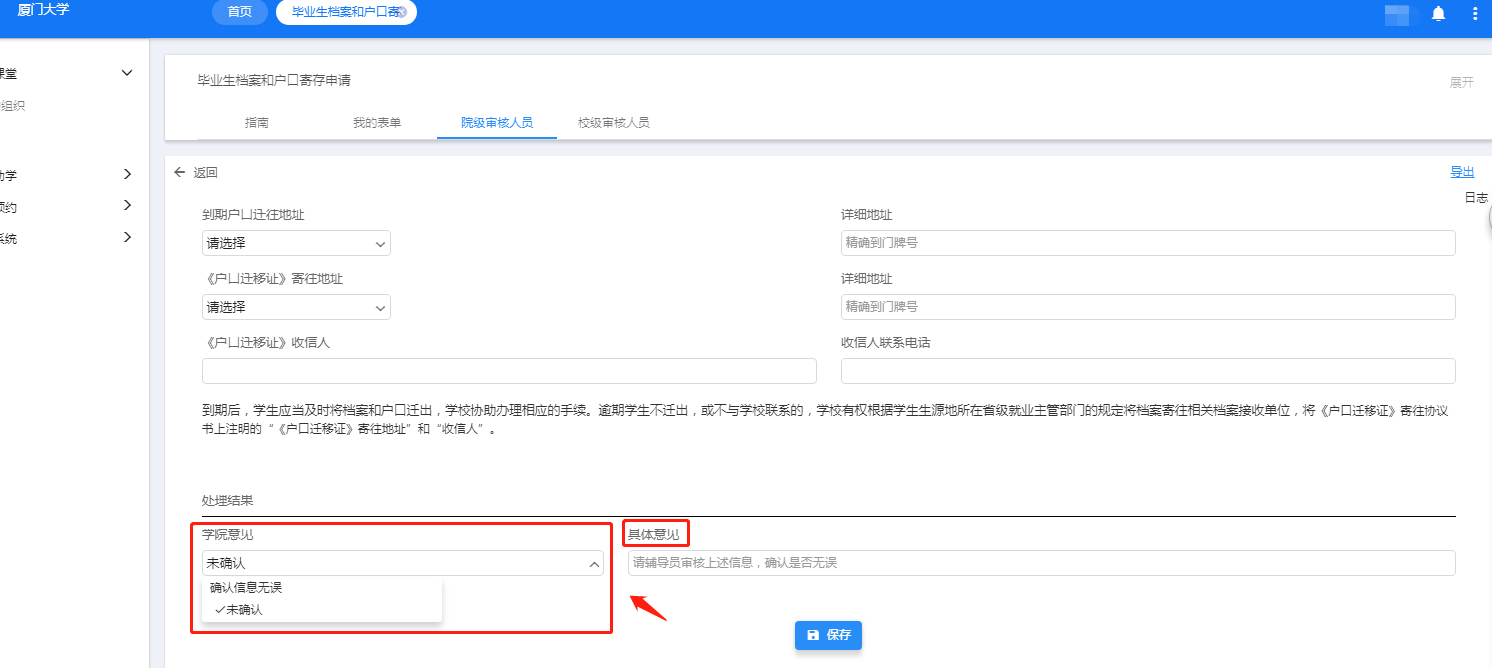 厦门大学
首页
毕业生档案和户口寄
课堂
组织
助学
预约
系统
毕业生档案和户口寄存申请
展开
指南
我的表单
院级审核人员
校级审核人员
返回
导出
日志
到期户口迁往地址
详细地址
请选择
精确到门牌号
《户口迁移证》寄往地址
详细地址
请选择
精确到门牌号
《户口迁移证》收信人
收信人联系电话
到期后，学生应当及时将档案和户口迁出，学校协助办理相应的手续。逾期学生不迁出，或不与学校联系的，学校有权根据学生生源地所在省级就业主管部门的规定将档案寄往相关档案接收单位，将《户口迁移证》寄往协议
书上注明的“《户口迁移证》寄往地址”和“收信人”。
处理结果
学院意见
具体意见
未确认
请辅导员审核上述信息，确认是否无误
确认信息无误
未确认
保存